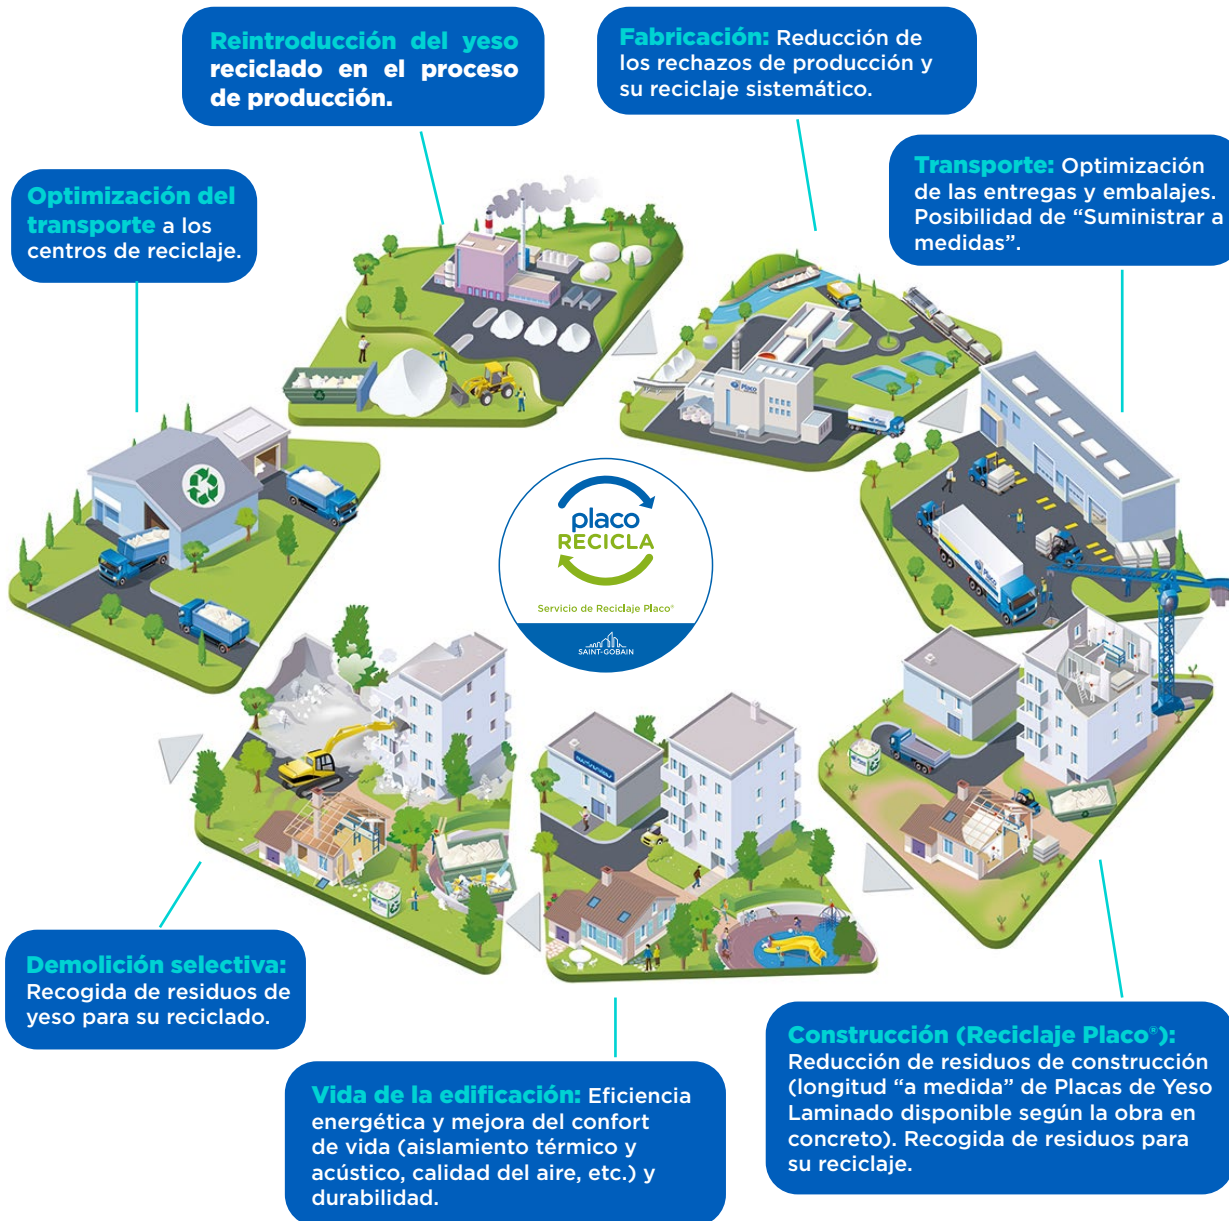 Reintroducción del yeso
reciclado en el proceso
de producción.
Fabricación: Reducción de
los rechazos de producción y
su reciclaje sistemático.
Transporte: Optimización
de las entregas y embalajes.
Posibilidad de “Suministrar a
medidas”.
Optimización del
transporte a los
centros de reciclaje.
Placo
Placo
placo
RECICLA
Servicio de Reciclaje Placo®
SAINT-GOBAIN
Demolición selectiva:
Recogida de residuos de
yeso para su reciclado.
Vida de la edificación: Eficiencia
energética y mejora del confort
de vida (aislamiento térmico y
acústico, calidad del aire, etc.) y
durabilidad.
Construcción (Reciclaje Placo®):
Reducción de residuos de construcción
(longitud “a medida” de Placas de Yeso
Laminado disponible según la obra en
concreto). Recogida de residuos para
su reciclaje.